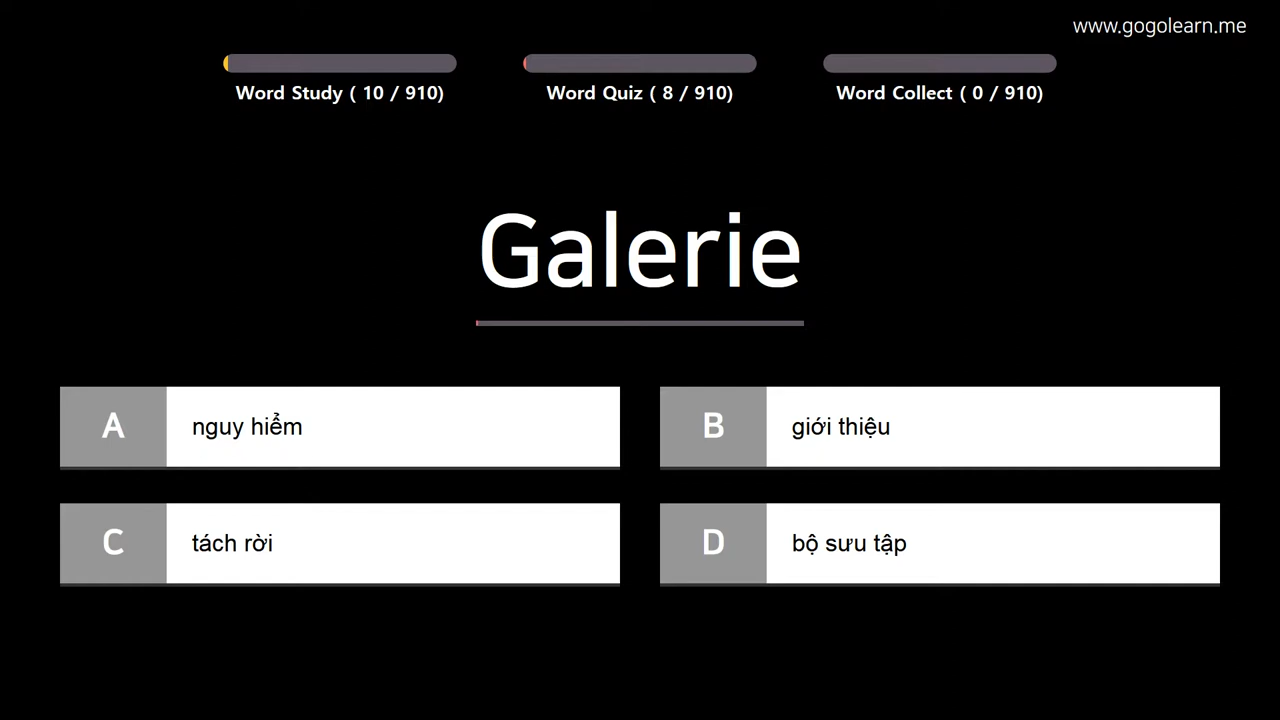 www.gogolearn.me
Word Study ( 10 / 910)
Word Quiz ( 8 / 910)
Word Collect ( 0 / 910)
Galerie
A nguy hiểm
B giới thiệu
C tách rời
D bộ sưu tập